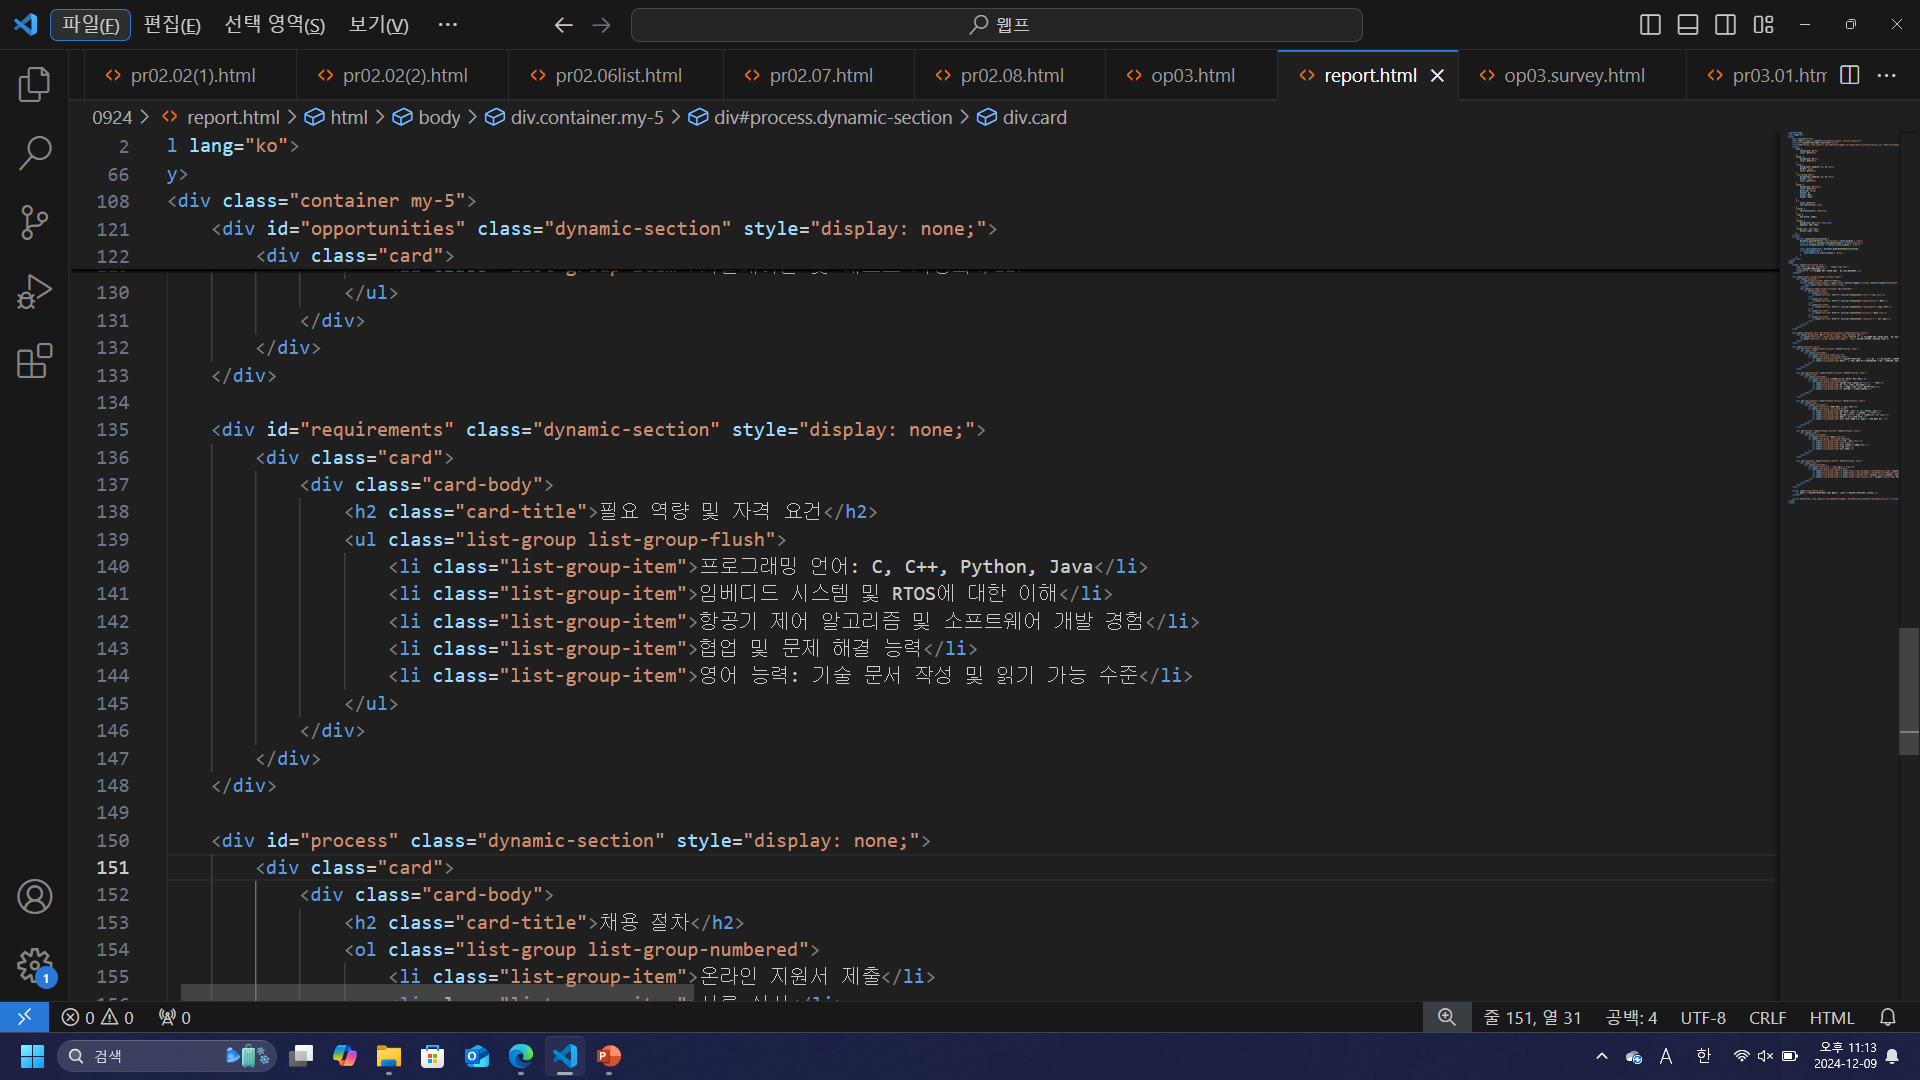 파일(F) 편집(E) 선택 영역(S) 보기(V) ··· 웹프
pr02.02(1).html pr02.02(2).html pr02.06list.html pr02.07.html pr02.08.html op03.html report.html op03.survey.html pr03.01.htm
0924 > report.html > html > body > div.container.my-5 > div#process.dynamic-section > div.card
2 l lang="ko">
66 y>
108 <div class="container my-5">
121 <div id="opportunities" class="dynamic-section" style="display: none;">
122 <div class="card">
130 </ul>
131 </div>
132 </div>
133 </div>
134
135 <div id="requirements" class="dynamic-section" style="display: none;">
136 <div class="card">
137 <div class="card-body">
138 <h2 class="card-title">필요 역량 및 자격 요건</h2>
139 <ul class="list-group list-group-flush">
140 <li class="list-group-item">프로그래밍 언어: C, C++, Python, Java</li>
141 <li class="list-group-item">임베디드 시스템 및 RTOS에 대한 이해</li>
142 <li class="list-group-item">항공기 제어 알고리즘 및 소프트웨어 개발 경험</li>
143 <li class="list-group-item">협업 및 문제 해결 능력</li>
144 <li class="list-group-item">영어 능력: 기술 문서 작성 및 읽기 가능 수준</li>
145 </ul>
146 </div>
147 </div>
148 </div>
149
150 <div id="process" class="dynamic-section" style="display: none;">
151 <div class="card">
152 <div class="card-body">
153 <h2 class="card-title">채용 절차</h2>
154 <ol class="list-group list-group-numbered">
155 <li class="list-group-item">온라인 지원서 제출</li>
1
0 0 0 줄 151, 열 31 공백: 4 UTF-8 CRLF HTML
검색 A 한 오후 11:13
2024-12-09